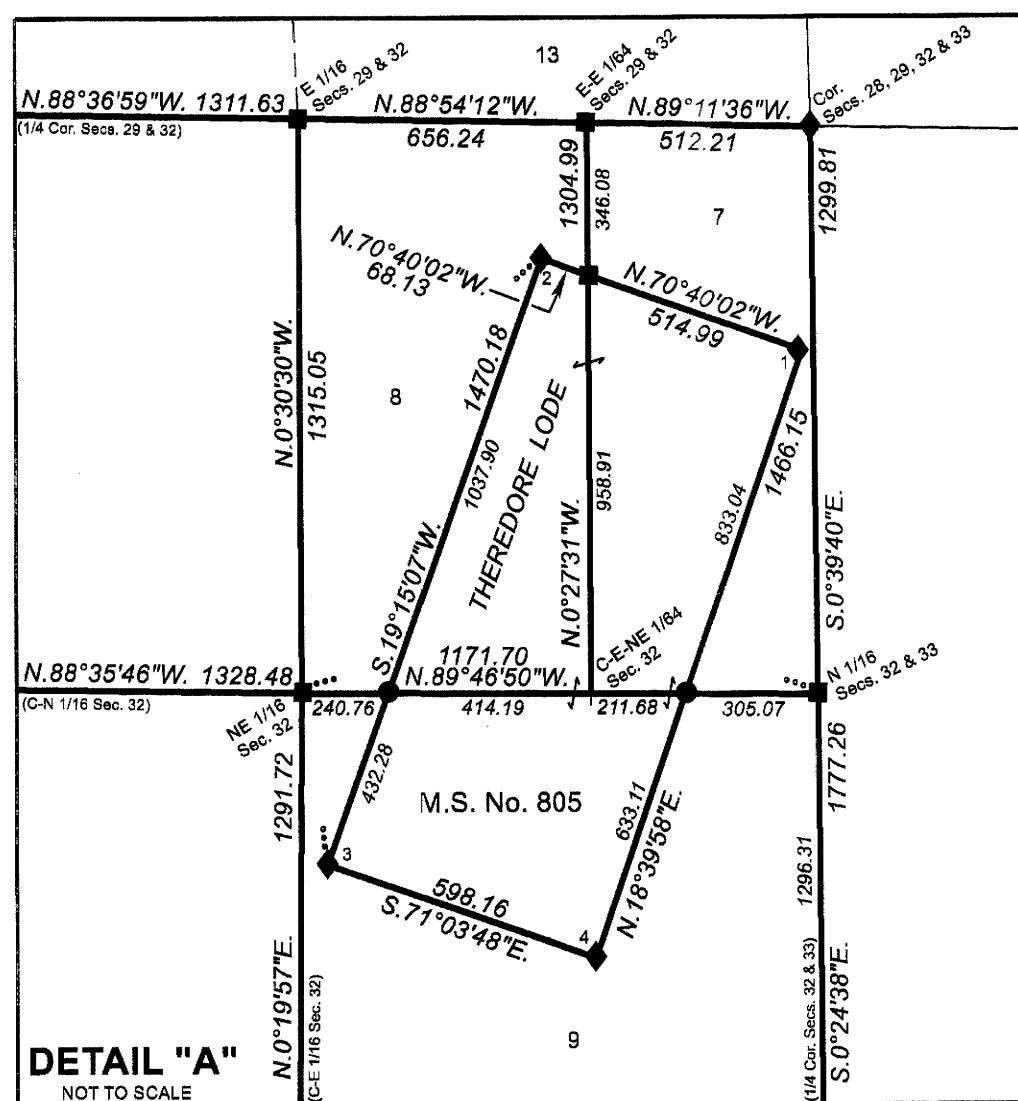 13
E 1/16
Secs. 29 & 32
E-E 1/64
Secs. 29 & 32
Cor.
Secs. 28, 29, 32 & 33
N.88°36'59"W. 1311.63
(1/4 Cor. Secs. 29 & 32)
N.88°54'12"W.
656.24
N.89°11'36"W.
512.21
1304.99
346.08
1299.81
7
N.70°40'02"W.
68.13
2
N.70°40'02"W.
514.99
1
N.0°30'30"W.
1315.05
8
1470.18
1037.90
S.19°15'07"W.
THEREDORE LODE
958.91
N.0°27'31"W.
833.04
1466.15
S.0°39'40"E.
N.88°35'46"W. 1328.48
(C-N 1/16 Sec. 32)
NE 1/16
Sec. 32
1171.70
N.89°46'50"W.
C-E-NE 1/64
Sec. 32
N 1/16
Secs. 32 & 33
240.76
414.19
211.68
305.07
1291.72
432.28
M.S. No. 805
633.11
N.18°39'58"E.
1777.26
1296.31
3
598.16
S.71°03'48"E.
4
N.0°19'57"E.
(C-E 1/16 Sec. 32)
9
(1/4 Cor. Secs. 32 & 33)
S.0°24'38"E.
DETAIL "A"
NOT TO SCALE